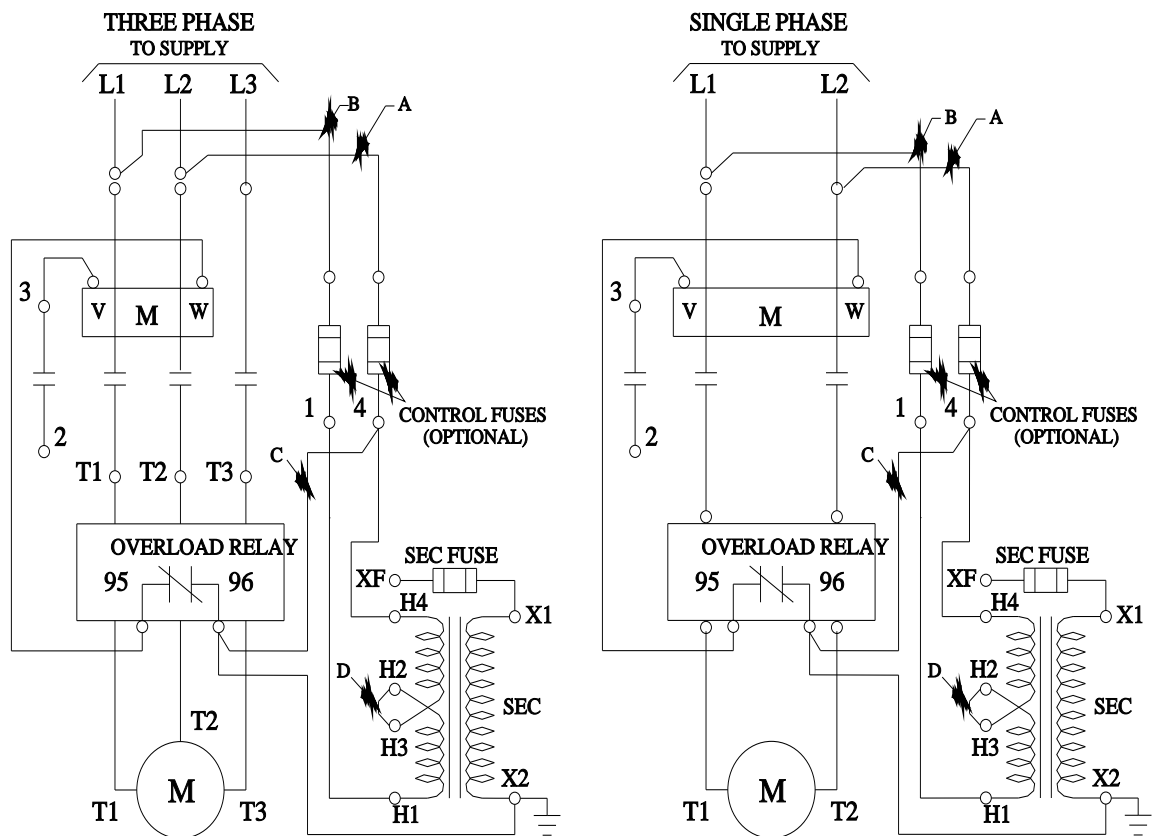 THREE PHASE
TO SUPPLY
L1 L2 L3
B
A
3
V M W
2
1 4
CONTROL FUSES
(OPTIONAL)
C
T1 T2 T3
OVERLOAD RELAY
95 96
SEC FUSE
XF
H4
X1
D
H2
H3
SEC
T2
M
T1 T3
X2
H1
SINGLE PHASE
TO SUPPLY
L1 L2
B
A
3
V M W
2
1 4
CONTROL FUSES
(OPTIONAL)
C
OVERLOAD RELAY
95 96
SEC FUSE
XF
H4
X1
D
H2
H3
SEC
M
T1 T2
X2
H1